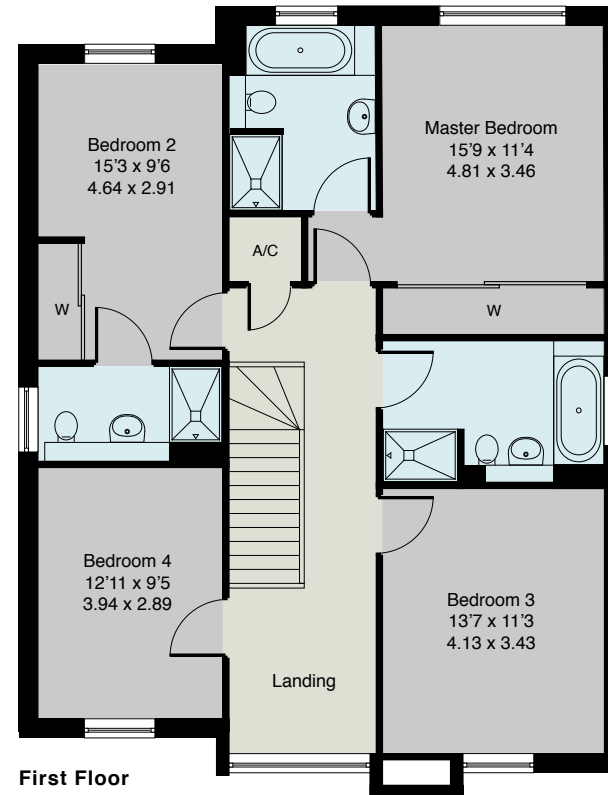 Bedroom 2
15'3 x 9'6
4.64 x 2.91
Master Bedroom
15'9 x 11'4
4.81 x 3.46
A/C
W
W
Bedroom 4
12'11 x 9'5
3.94 x 2.89
Bedroom 3
13'7 x 11'3
4.13 x 3.43
Landing
First Floor